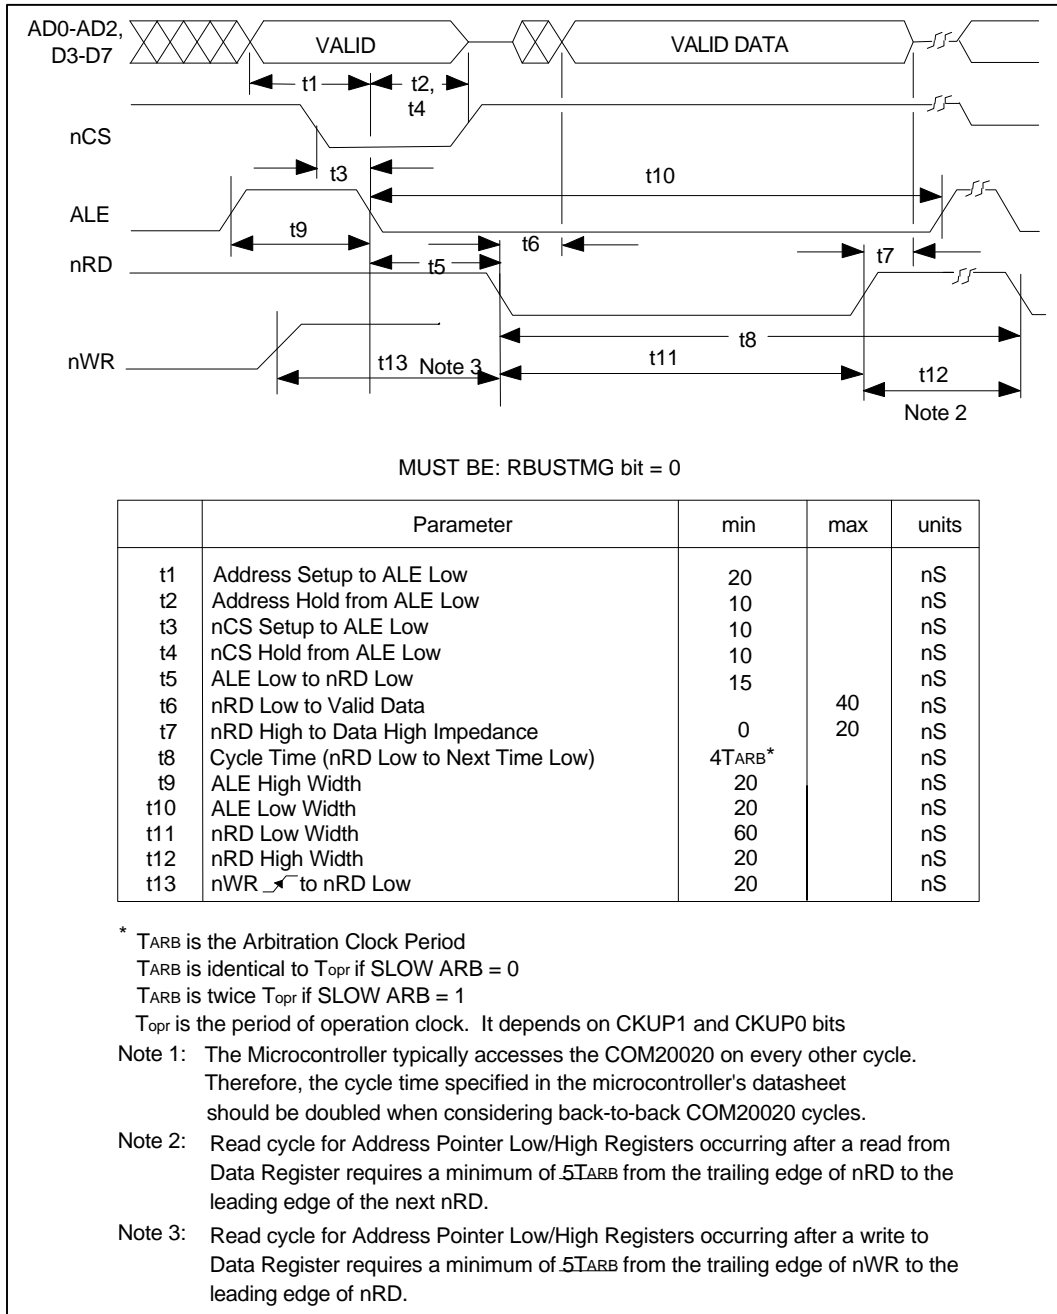 AD0-AD2,
D3-D7
VALID
VALID DATA
t1
t2,
t4
nCS
t3
t10
ALE
t9
t6
t7
nRD
t5
t8
nWR
t13 Note 3
t11
t12
Note 2
MUST BE: RBUSTMG bit = 0
Parameter min max units
t1 Address Setup to ALE Low 20 nS
t2 Address Hold from ALE Low 10 nS
t3 nCS Setup to ALE Low 10 nS
t4 nCS Hold from ALE Low 10 nS
t5 ALE Low to nRD Low 15 nS
t6 nRD Low to Valid Data 40 nS
t7 nRD High to Data High Impedance 0 20 nS
t8 Cycle Time (nRD Low to Next Time Low) 4TARB* nS
t9 ALE High Width 20 nS
t10 ALE Low Width 20 nS
t11 nRD Low Width 60 nS
t12 nRD High Width 20 nS
t13 nWR to nRD Low 20 nS
* TARB is the Arbitration Clock Period
TARB is identical to Topr if SLOW ARB = 0
TARB is twice Topr if SLOW ARB = 1
Topr is the period of operation clock. It depends on CKUP1 and CKUP0 bits
Note 1: The Microcontroller typically accesses the COM20020 on every other cycle.
Therefore, the cycle time specified in the microcontroller's datasheet
should be doubled when considering back-to-back COM20020 cycles.
Note 2: Read cycle for Address Pointer Low/High Registers occurring after a read from
Data Register requires a minimum of 5TARB from the trailing edge of nRD to the
leading edge of the next nRD.
Note 3: Read cycle for Address Pointer Low/High Registers occurring after a write to
Data Register requires a minimum of 5TARB from the trailing edge of nWR to the
leading edge of nRD.